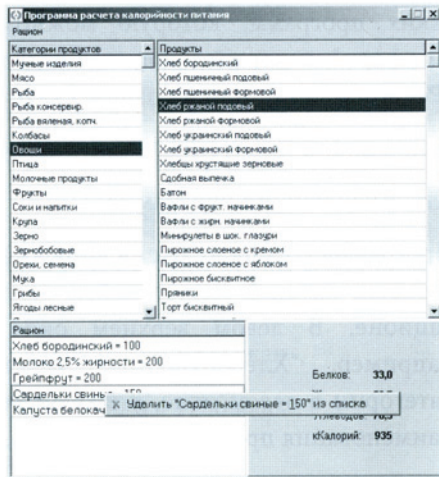 Программа расчета калорийности питания
Рацион
Категории продуктов
Мучные изделия
Мясо
Рыба
Рыба консервир.
Рыба вяленая, копч.
Колбасы
Овощи
Птица
Молочные продукты
Фрукты
Соки и напитки
Крупа
Зерно
Зернобобовые
Орехи, семена
Мука
Грибы
Ягоды лесные
Продукты
Хлеб бородинский
Хлеб пшеничный подовый
Хлеб пшеничный формовой
Хлеб ржаной подовый
Хлеб ржаной формовой
Хлеб украинский подовый
Хлеб украинский формовой
Хлебцы хрустящие зерновые
Сдобная выпечка
Батон
Вафли с фрукт. начинками
Вафли с жирн. начинками
Минирулеты в шок. глазури
Пирожное слоеное с кремом
Пирожное слоеное с яблоком
Пирожное бисквитное
Пряники
Торт бисквитный
Рацион
Хлеб бородинский = 100
Молоко 2,5% жирности = 200
Грейпфрут = 200
Сардельки свиные = 150
Капуста белокач
Удалить "Сардельки свиные = 150" из списка
Белков: 33,0
Углеводов:
кКалорий: 935